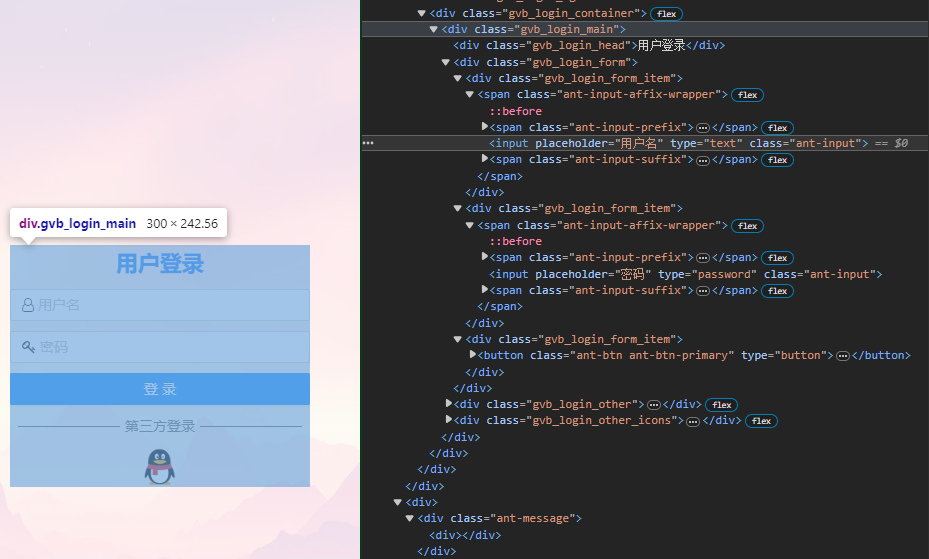 div.gvb_login_main 300 × 242.56
用户登录
用户名
密码
登 录
第三方登录
<div class="gvb_login_container"> flex
<div class="gvb_login_main">
<div class="gvb_login_head">用户登录</div>
<div class="gvb_login_form">
<div class="gvb_login_form_item">
<span class="ant-input-affix-wrapper"> flex
::before
<span class="ant-input-prefix">…</span> flex
<input placeholder="用户名" type="text" class="ant-input"> == $0
<span class="ant-input-suffix">…</span> flex
</span>
</div>
<div class="gvb_login_form_item">
<span class="ant-input-affix-wrapper"> flex
::before
<span class="ant-input-prefix">…</span> flex
<input placeholder="密码" type="password" class="ant-input">
<span class="ant-input-suffix">…</span> flex
</span>
</div>
<div class="gvb_login_form_item">
<button class="ant-btn ant-btn-primary" type="button">…</button>
</div>
</div>
<div class="gvb_login_other">…</div> flex
<div class="gvb_login_other_icons">…</div> flex
</div>
</div>
</div>
</div>
<div>
<div class="ant-message">
<div></div>
</div>